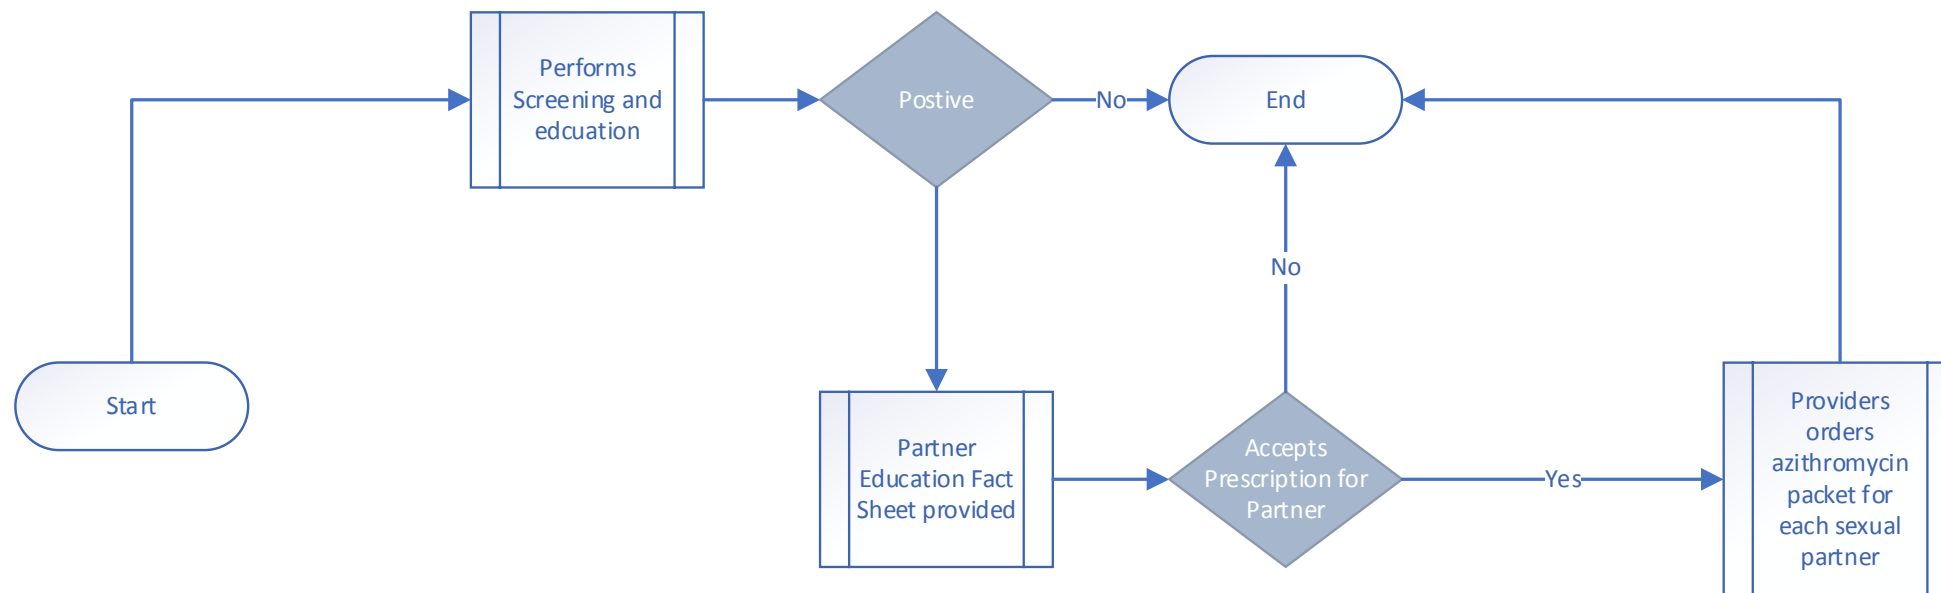 Performs
Screening and
edcuation
Postive
No
End
No
Start
Partner
Education Fact
Sheet provided
Accepts
Prescription for
Partner
Yes
Providers
orders
azithromycin
packet for
each sexual
partner